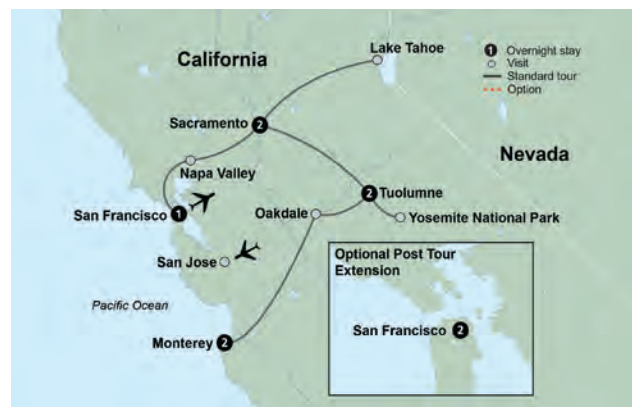 Lake Tahoe
California
1 Overnight stay
Visit
Standard tour
Option
Sacramento 2
Nevada
Napa Valley
2 Tuolumne
San Francisco 1
Oakdale
Yosemite National Park
San Jose
Optional Post Tour
Extension
Pacific Ocean
San Francisco 2
Monterey 2